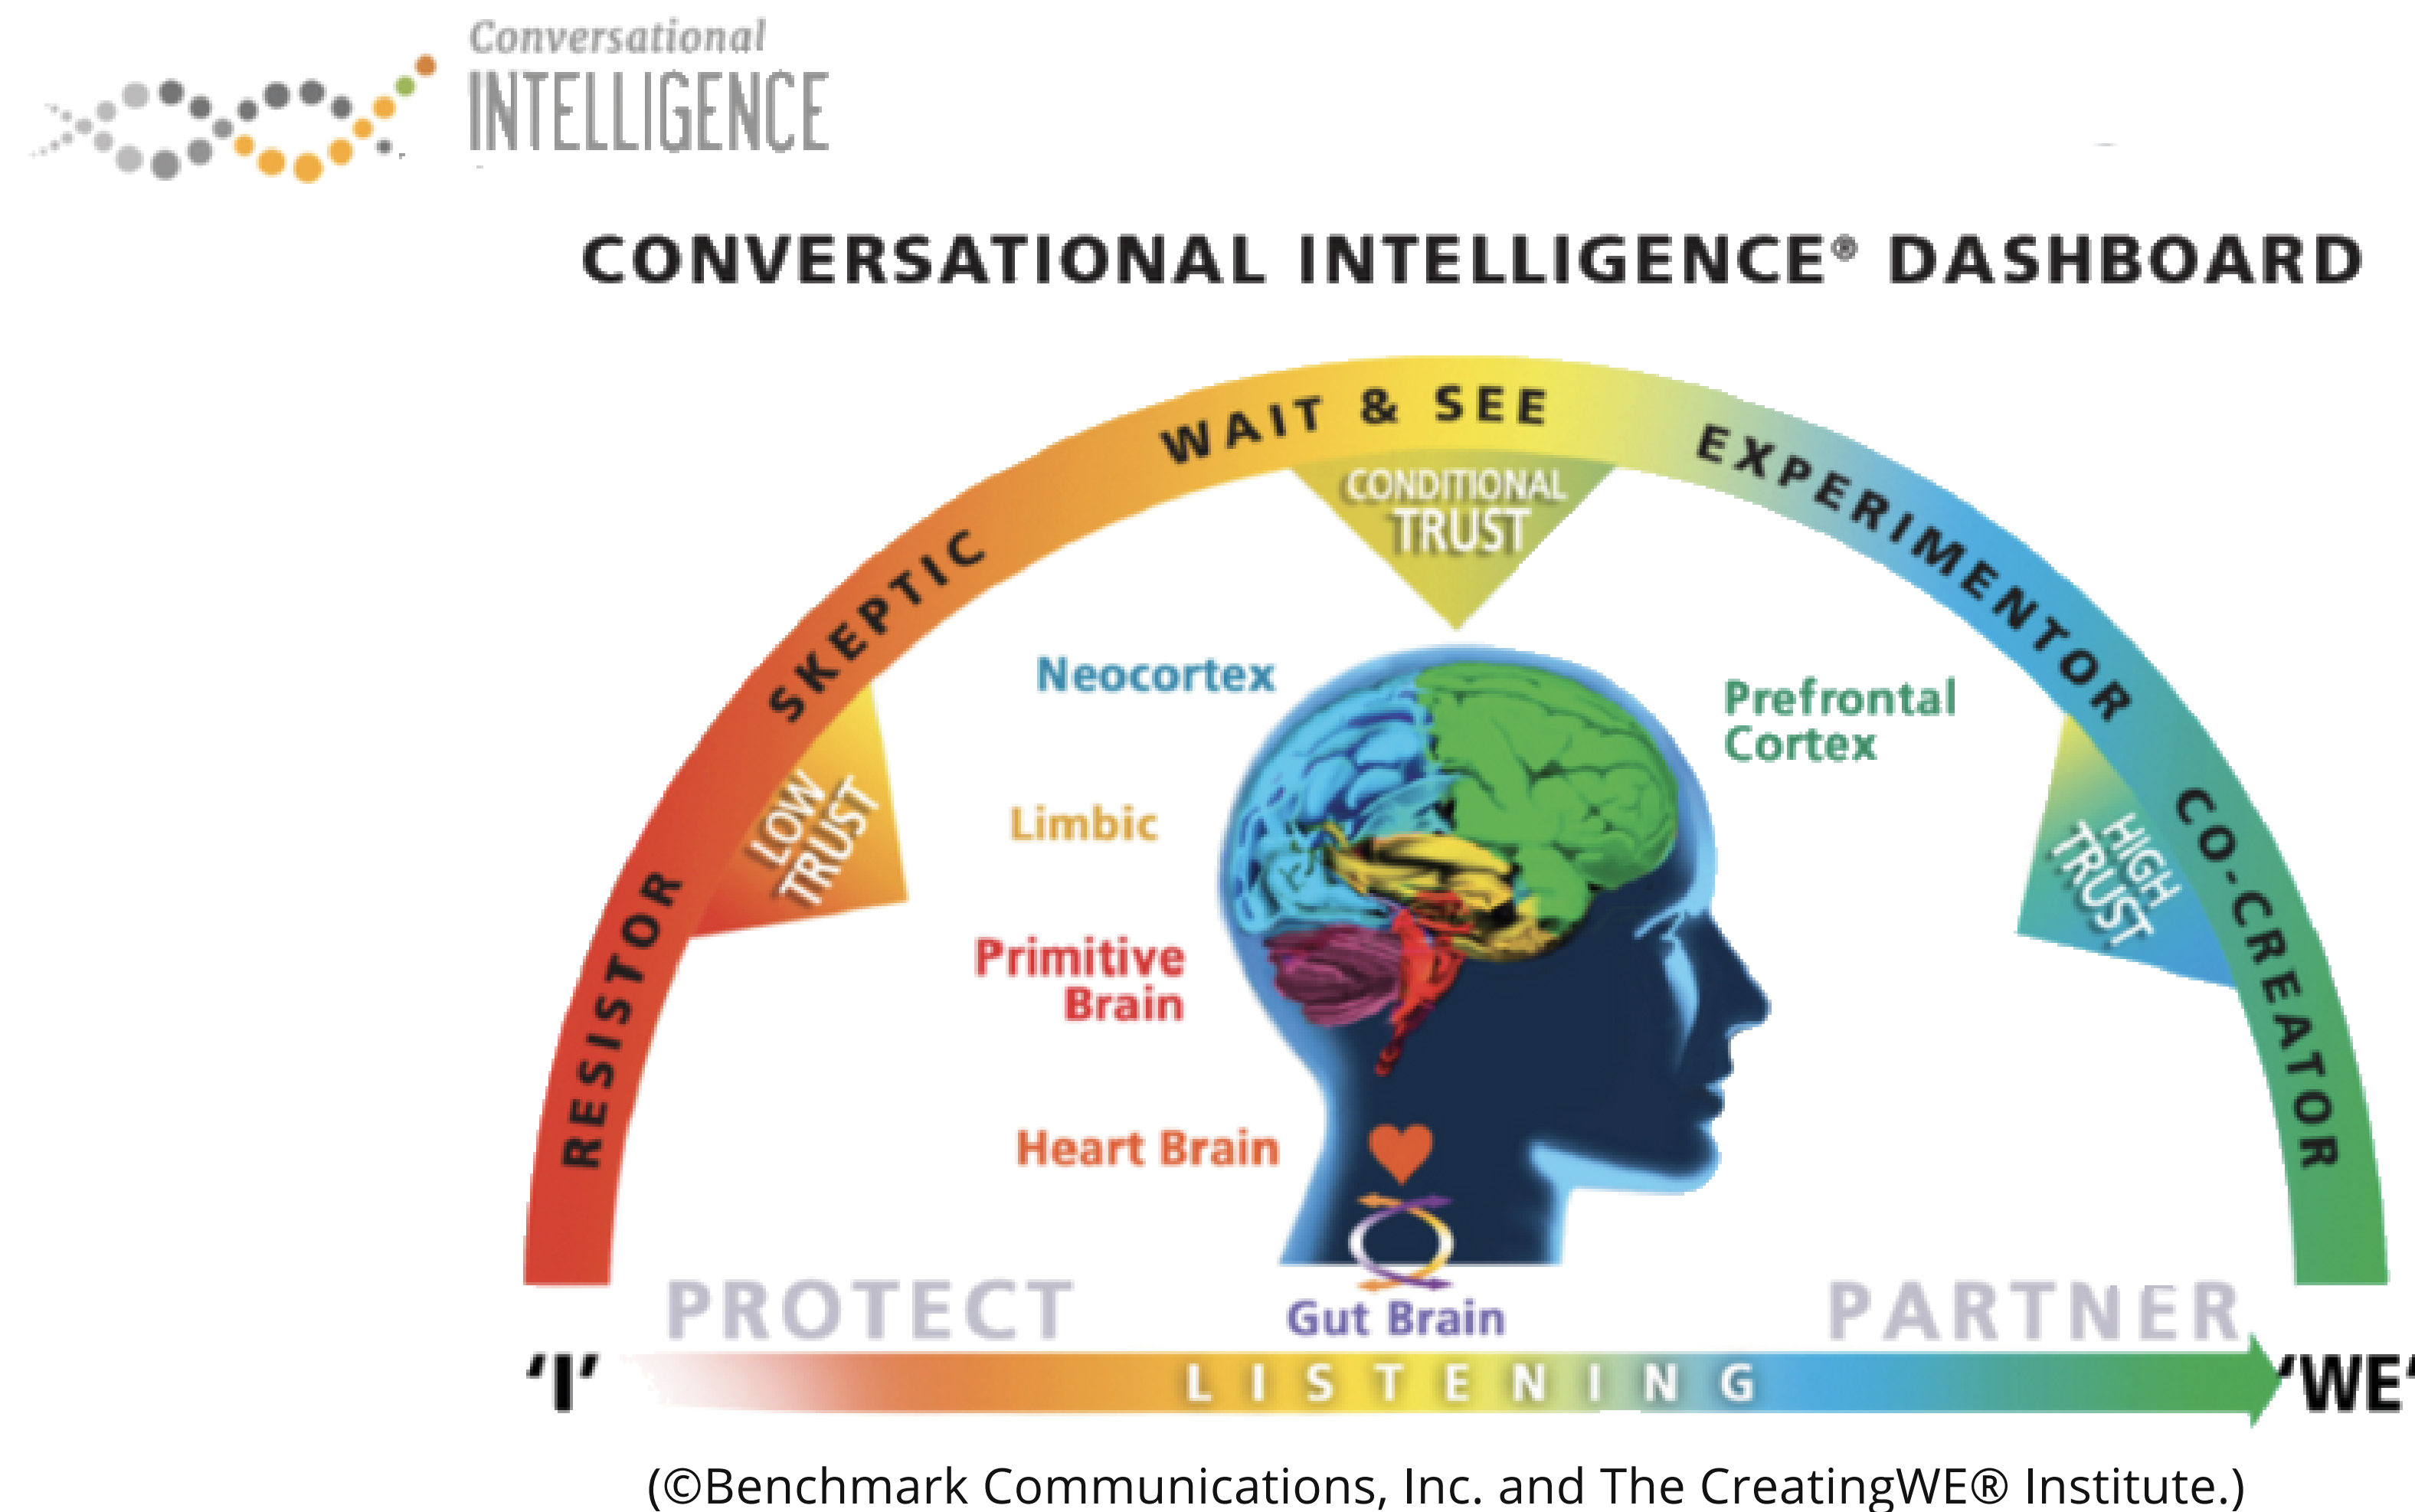 Conversational
INTELLIGENCE
CONVERSATIONAL INTELLIGENCE® DASHBOARD
RESISTOR
SKEPTIC
WAIT & SEE
EXPERIMENTOR
CO-CREATOR
LOW
TRUST
CONDITIONAL
TRUST
HIGH
TRUST
Neocortex
Prefrontal
Cortex
Limbic
Primitive
Brain
Heart Brain
Gut Brain
PROTECT
PARTNER
‘I’
LISTENING
‘WE‘
(©Benchmark Communications, Inc. and The CreatingWE® Institute.)